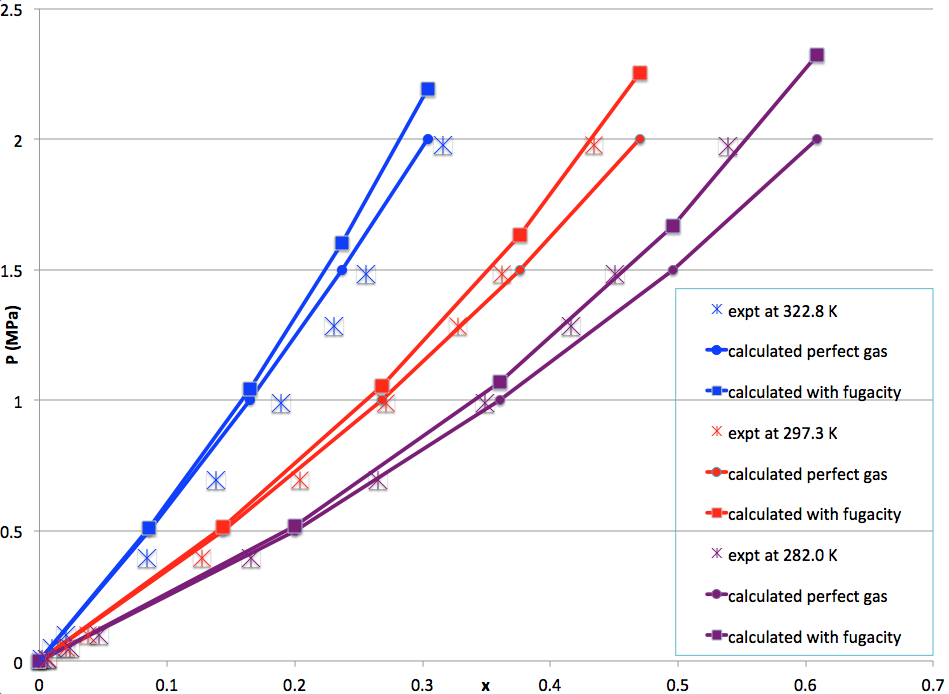 2.5
2
1.5
1
0.5
0
P (MPa)
0 0.1 0.2 0.3 x 0.4 0.5 0.6 0.7
expt at 322.8 K
calculated perfect gas
calculated with fugacity
expt at 297.3 K
calculated perfect gas
calculated with fugacity
expt at 282.0 K
calculated perfect gas
calculated with fugacity